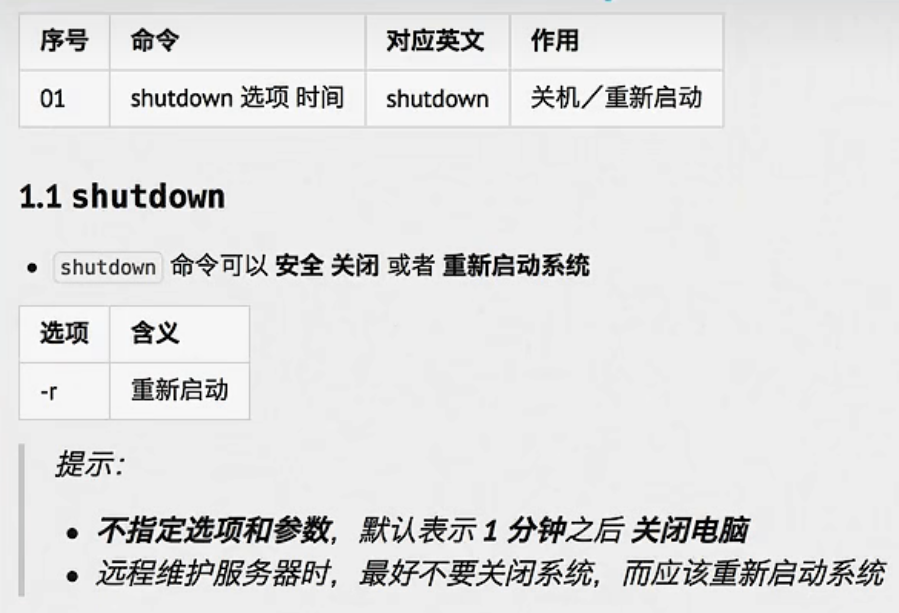 序号 命令 对应英文 作用
01 shutdown 选项 时间 shutdown 关机／重新启动
1.1 shutdown
• shutdown 命令可以 安全 关闭 或者 重新启动系统
选项 含义
-r 重新启动
提示：
• 不指定选项和参数，默认表示 1 分钟之后 关闭电脑
• 远程维护服务器时，最好不要关闭系统，而应该重新启动系统